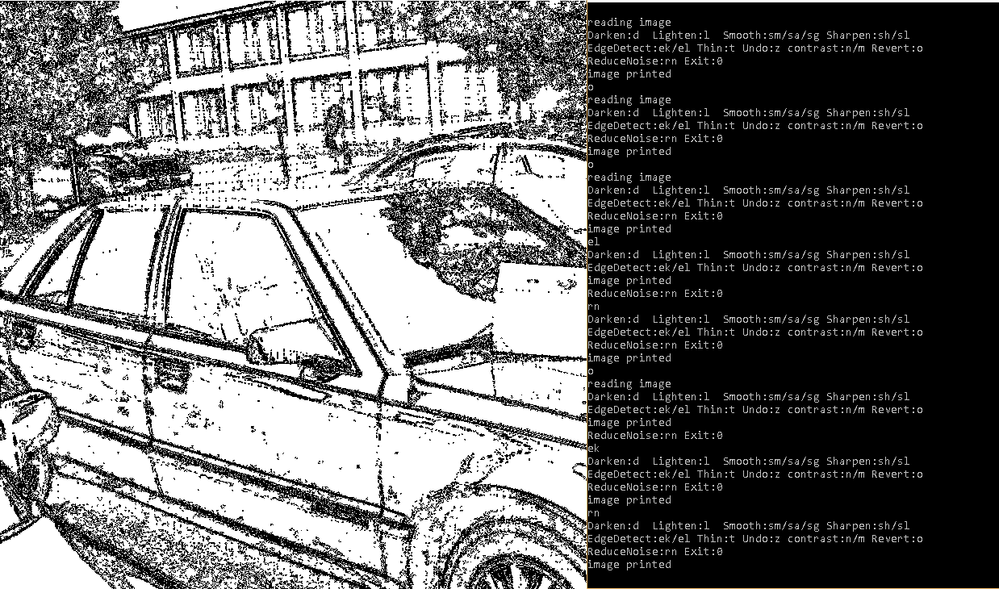 reading image
Darken:d  Lighten:l  Smooth:sm/sa/sg Sharpen:sh/sl
EdgeDetect:ek/el Thin:t Undo:z contrast:n/m Revert:o
ReduceNoise:rn Exit:0
image printed
o
reading image
Darken:d  Lighten:l  Smooth:sm/sa/sg Sharpen:sh/sl
EdgeDetect:ek/el Thin:t Undo:z contrast:n/m Revert:o
ReduceNoise:rn Exit:0
image printed
o
reading image
Darken:d  Lighten:l  Smooth:sm/sa/sg Sharpen:sh/sl
EdgeDetect:ek/el Thin:t Undo:z contrast:n/m Revert:o
ReduceNoise:rn Exit:0
image printed
el
Darken:d  Lighten:l  Smooth:sm/sa/sg Sharpen:sh/sl
EdgeDetect:ek/el Thin:t Undo:z contrast:n/m Revert:o
image printed
ReduceNoise:rn Exit:0
rn
Darken:d  Lighten:l  Smooth:sm/sa/sg Sharpen:sh/sl
EdgeDetect:ek/el Thin:t Undo:z contrast:n/m Revert:o
ReduceNoise:rn Exit:0
image printed
o
reading image
Darken:d  Lighten:l  Smooth:sm/sa/sg Sharpen:sh/sl
EdgeDetect:ek/el Thin:t Undo:z contrast:n/m Revert:o
image printed
ReduceNoise:rn Exit:0
ek
Darken:d  Lighten:l  Smooth:sm/sa/sg Sharpen:sh/sl
EdgeDetect:ek/el Thin:t Undo:z contrast:n/m Revert:o
ReduceNoise:rn Exit:0
image printed
rn
Darken:d  Lighten:l  Smooth:sm/sa/sg Sharpen:sh/sl
EdgeDetect:ek/el Thin:t Undo:z contrast:n/m Revert:o
ReduceNoise:rn Exit:0
image printed